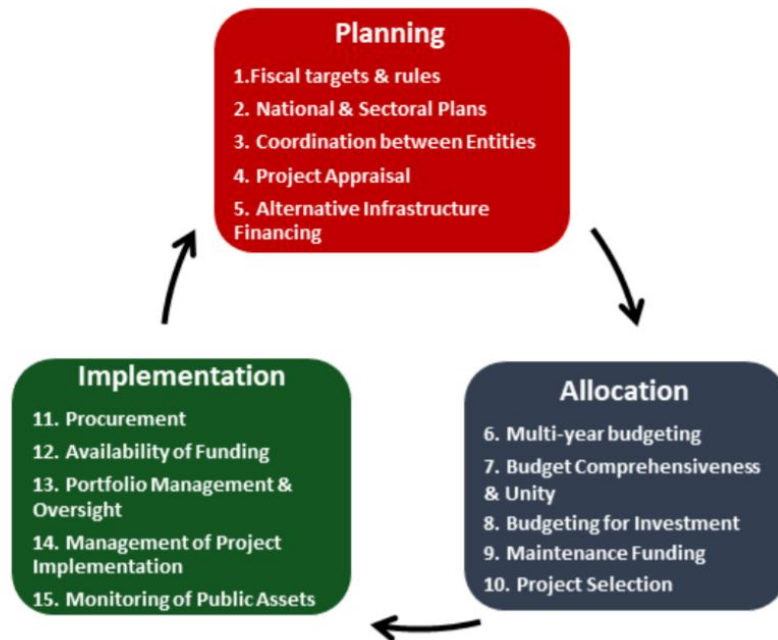 Planning
1.Fiscal targets & rules
2. National & Sectoral Plans
3. Coordination between Entities
4. Project Appraisal
5. Alternative Infrastructure
Financing
Implementation
11. Procurement
12. Availability of Funding
13. Portfolio Management &
Oversight
14. Management of Project
Implementation
15. Monitoring of Public Assets
Allocation
6. Multi-year budgeting
7. Budget Comprehensiveness
& Unity
8. Budgeting for Investment
9. Maintenance Funding
10. Project Selection